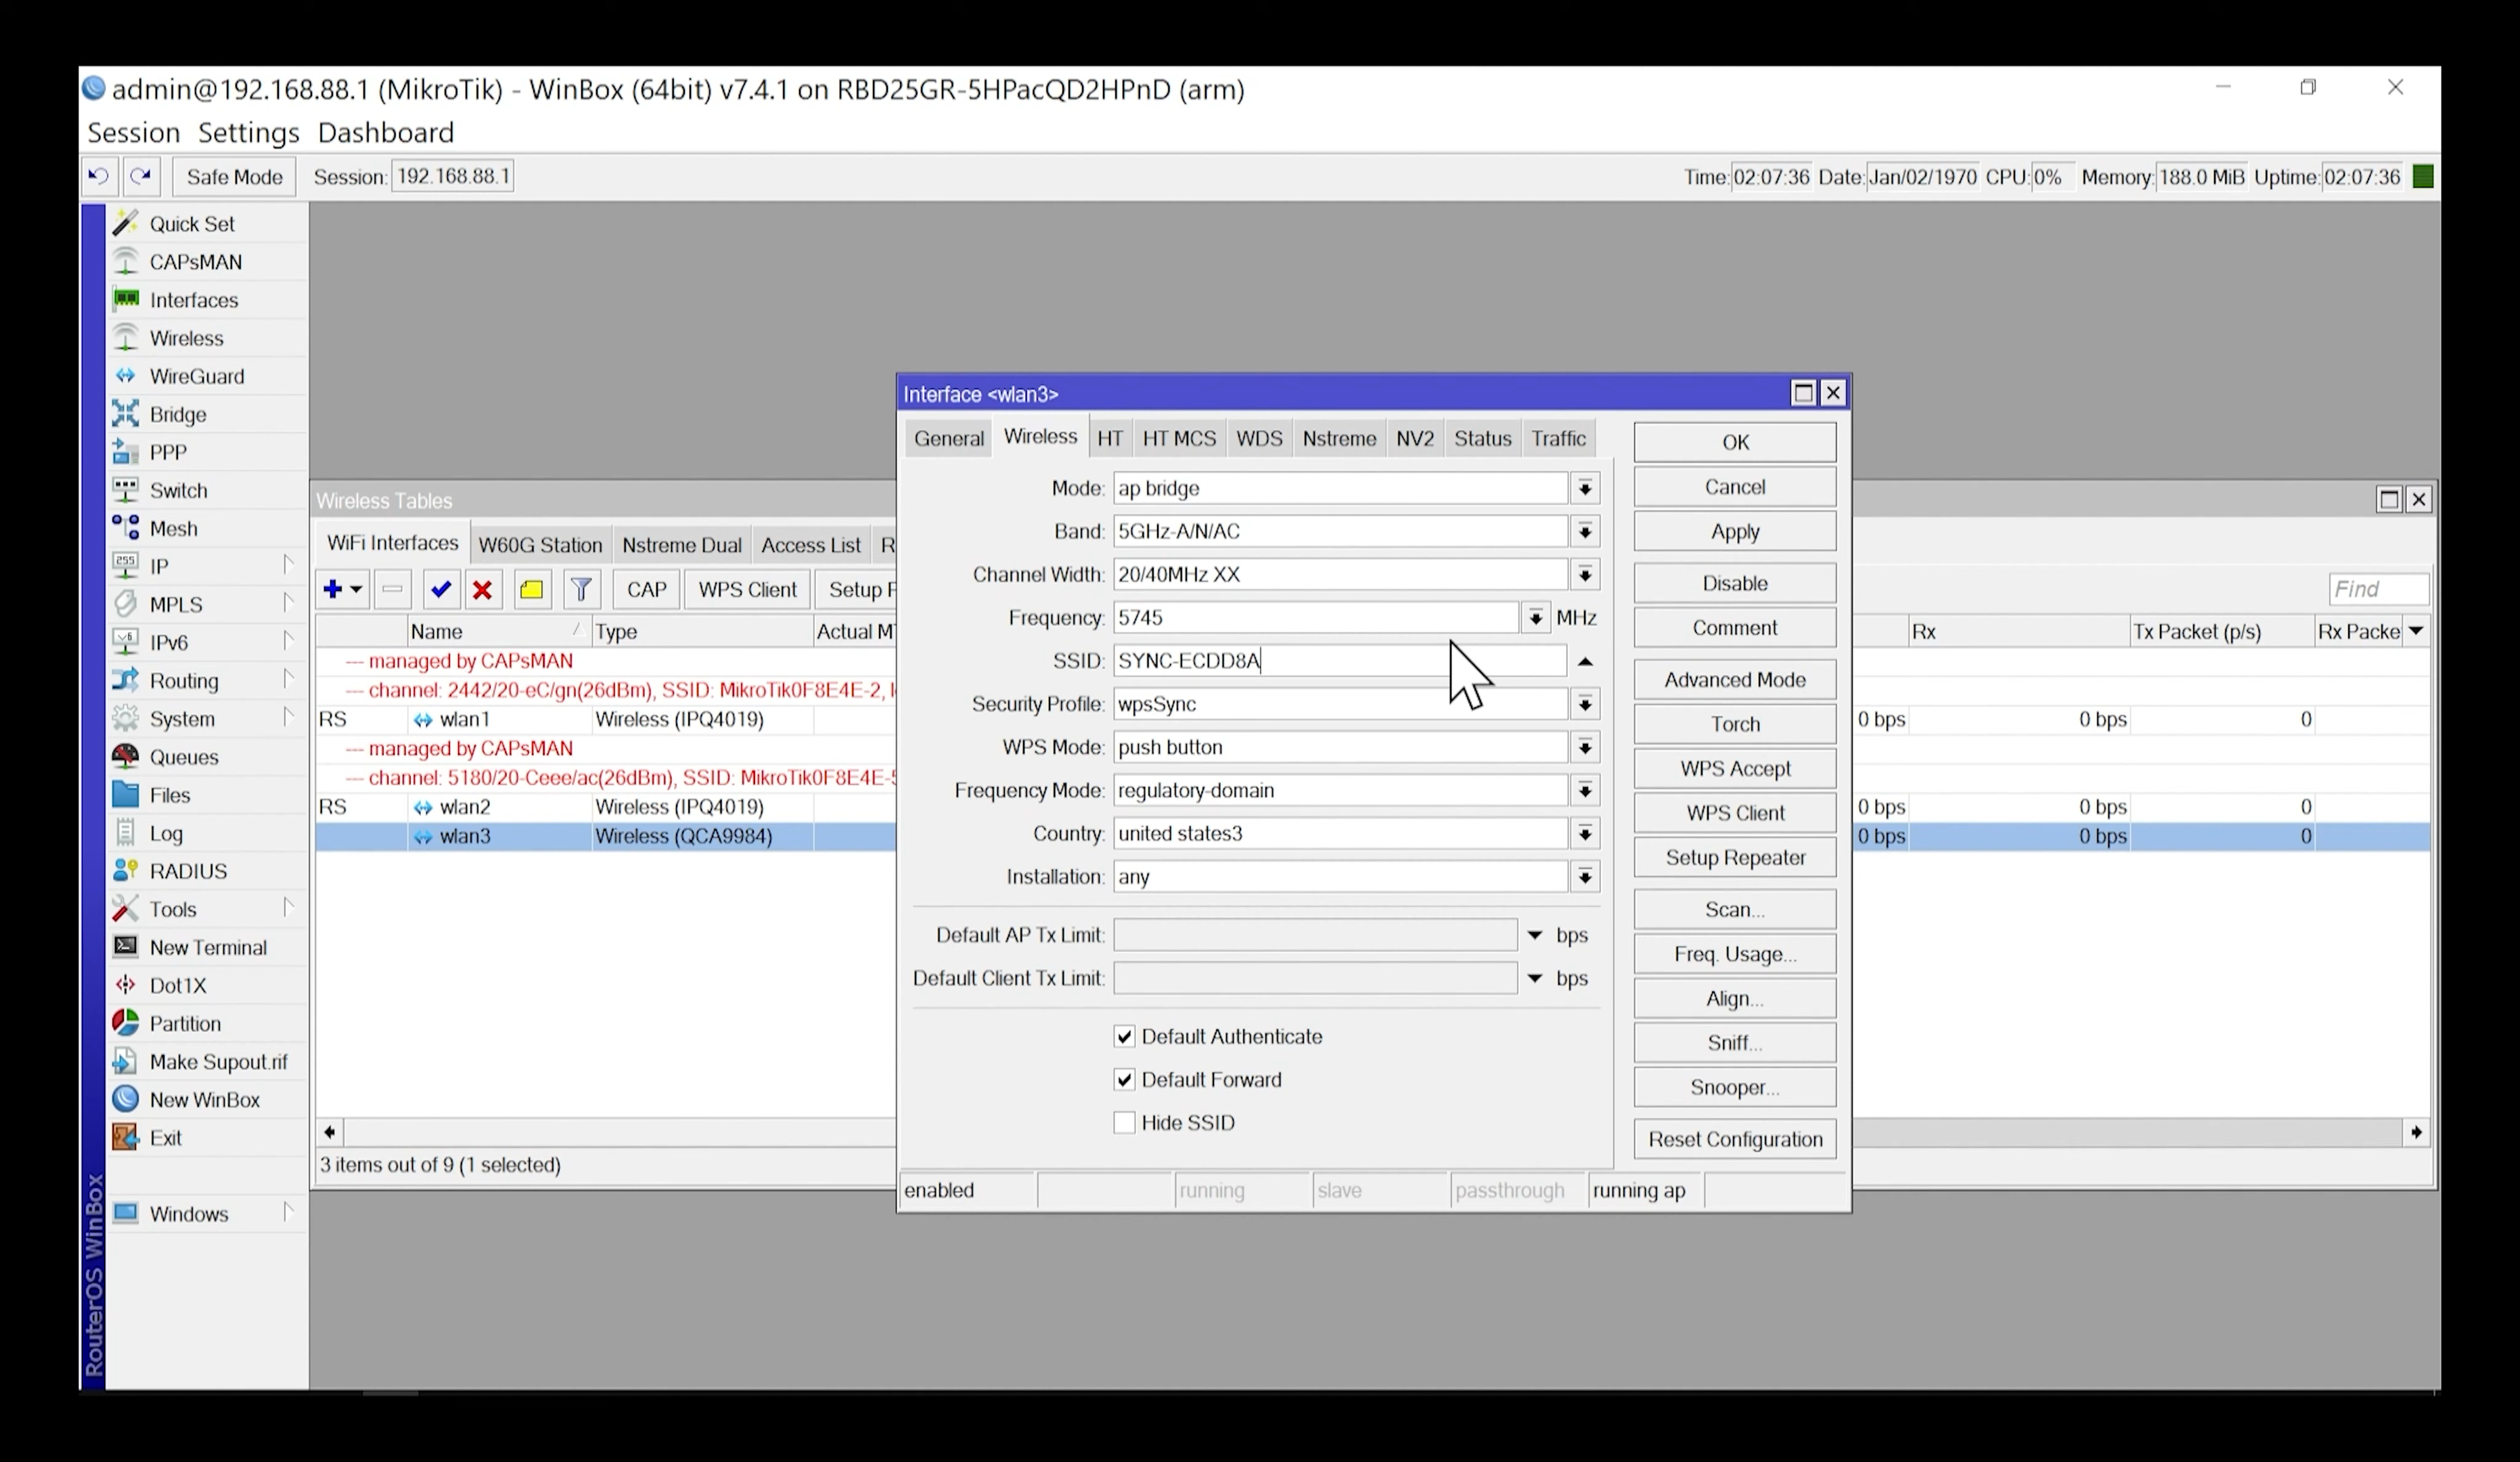 admin@192.168.88.1 (MikroTik) - WinBox (64bit) v7.4.1 on RBD25GR-5HPacQD2HPnD (arm)
Session Settings Dashboard
Safe Mode Session: 192.168.88.1 Time: 02:07:36 Date: Jan/02/1970 CPU: 0% Memory: 188.0 MiB Uptime: 02:07:36
Quick Set
CAPsMAN
Interfaces
Wireless
WireGuard
Bridge
PPP
Switch
Mesh
IP
MPLS
IPv6
Routing
System
Queues
Files
Log
RADIUS
Tools
New Terminal
Dot1X
Partition
Make Supout.rif
New WinBox
Exit
Windows
RouterOS WinBox
Wireless Tables
WiFi Interfaces W60G Station Nstreme Dual Access List R
CAP WPS Client Setup Find
Name Type Actual Rx Tx Packet (p/s) Rx Packe
--- managed by CAPsMAN
--- channel: 2442/20-eC/gn(26dBm), SSID: MikroTik0F8E4E-2, l
RS wlan1 Wireless (IPQ4019) 0 bps 0 bps 0
--- managed by CAPsMAN
--- channel: 5180/20-Ceee/ac(26dBm), SSID: MikroTik0F8E4E-5
RS wlan2 Wireless (IPQ4019) 0 bps 0 bps 0
wlan3 Wireless (QCA9984) 0 bps 0 bps 0
3 items out of 9 (1 selected)
Interface <wlan3>
General Wireless HT HT MCS WDS Nstreme NV2 Status Traffic
Mode: ap bridge
Band: 5GHz-A/N/AC
Channel Width: 20/40MHz XX
Frequency: 5745 MHz
SSID: SYNC-ECDD8A
Security Profile: wpsSync
WPS Mode: push button
Frequency Mode: regulatory-domain
Country: united states3
Installation: any
Default AP Tx Limit: bps
Default Client Tx Limit: bps
Default Authenticate
Default Forward
Hide SSID
OK
Cancel
Apply
Disable
Comment
Advanced Mode
Torch
WPS Accept
WPS Client
Setup Repeater
Scan...
Freq. Usage...
Align...
Sniff...
Snooper...
Reset Configuration
enabled running slave passthrough running ap